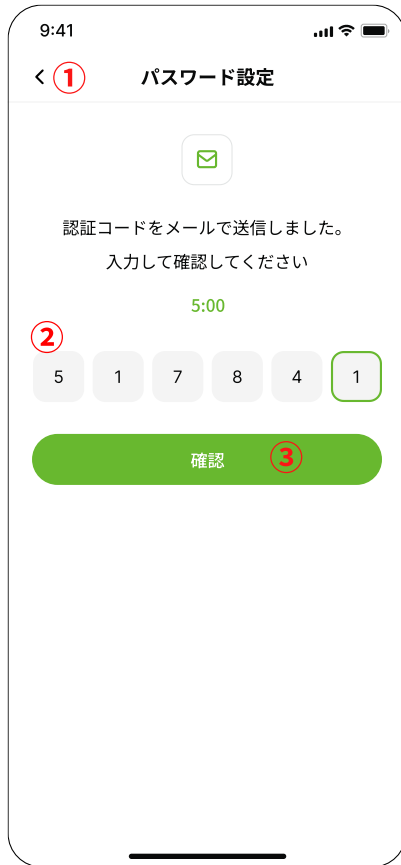 9:41
① パスワード設定
認証コードをメールで送信しました。
入力して確認してください
5:00
②
5 1 7 8 4 1
確認 ③